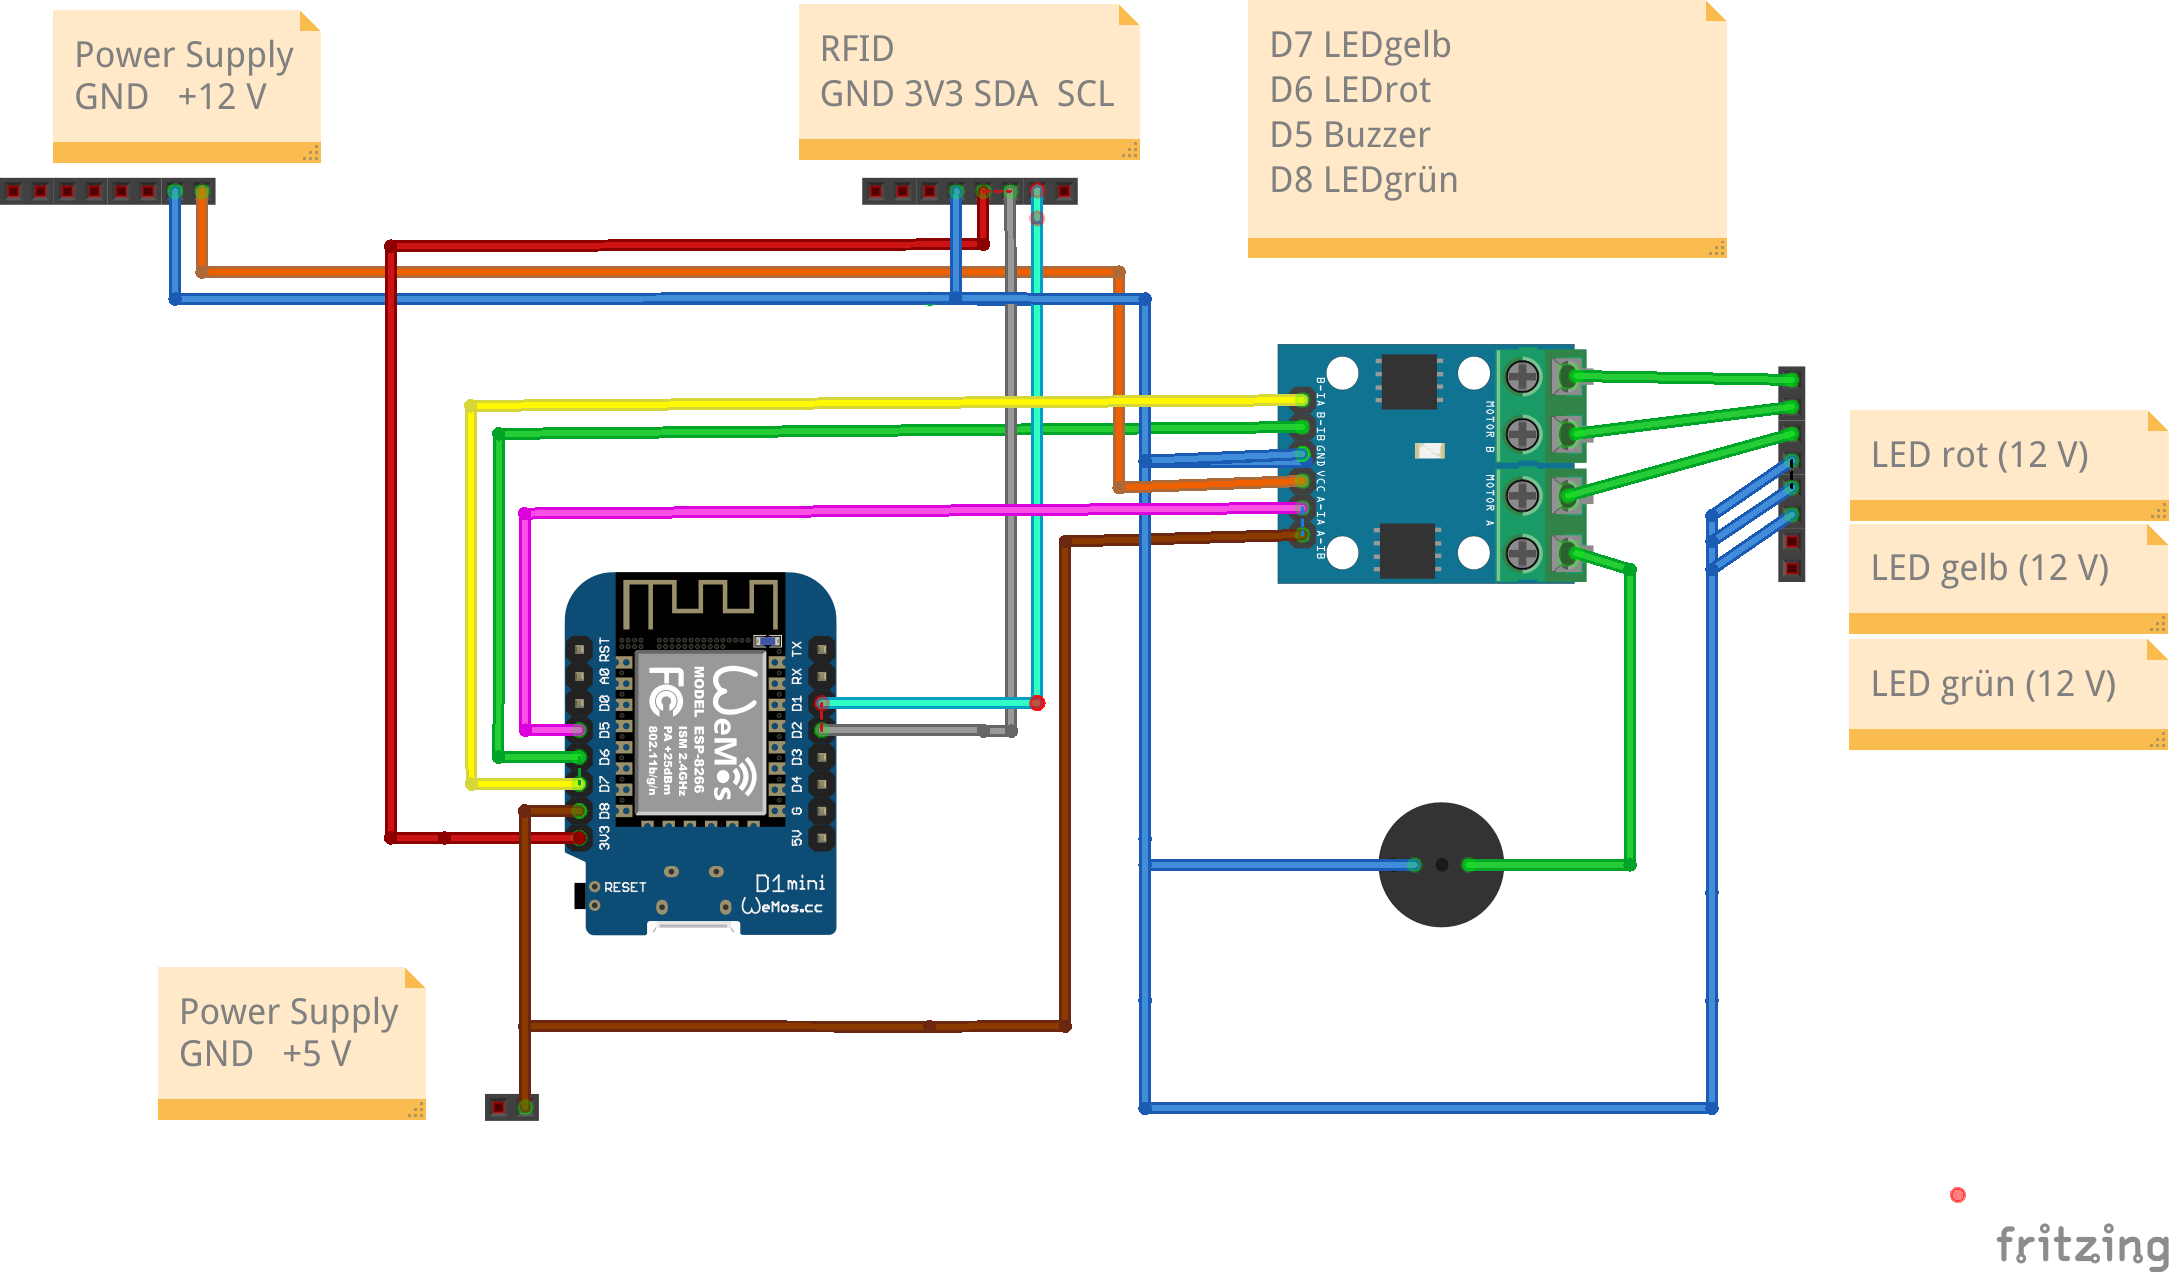 Power Supply
GND +12 V
RFID
GND 3V3 SDA SCL
D7 LEDgelb
D6 LEDrot
D5 Buzzer
D8 LEDgrün
B-IA
B-IB
GND
VCC
A-IA
A-IB
MOTOR B
MOTOR A
LED rot (12 V)
LED gelb (12 V)
LED grün (12 V)
RST
A0
D0
D5
D6
D7
D8
3V3
TX
RX
D1
D2
D3
D4
G
5V
WeMos
MODEL ESP-8266
ISM 2.4GHz
PA +25dBm
802.11b/g/n
FC
RESET
D1mini
WeMos.cc
Power Supply
GND +5 V
fritzing